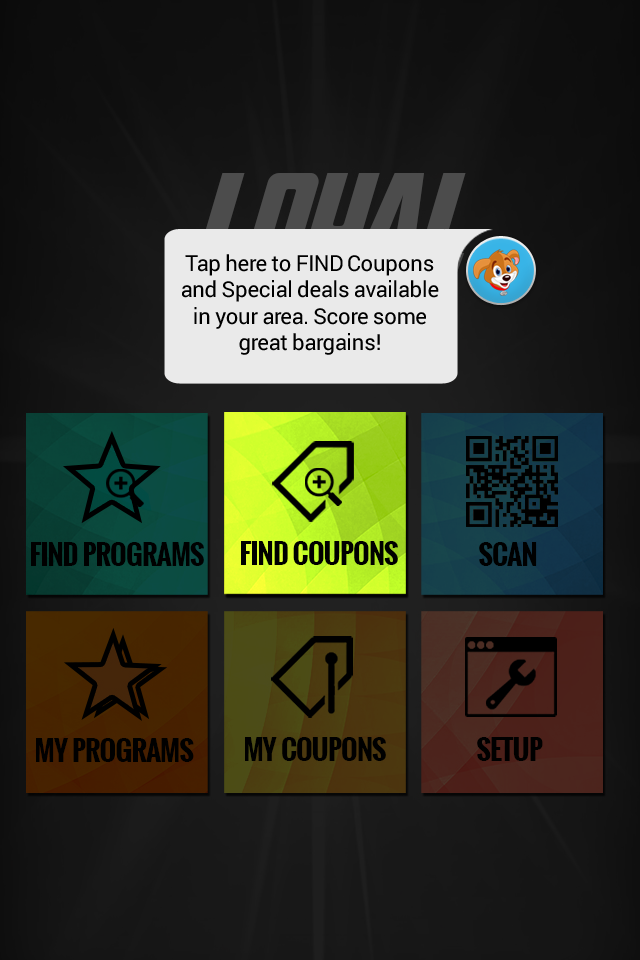 LOYAL
Tap here to FIND Coupons
and Special deals available
in your area. Score some
great bargains!
FIND PROGRAMS
FIND COUPONS
SCAN
MY PROGRAMS
MY COUPONS
SETUP